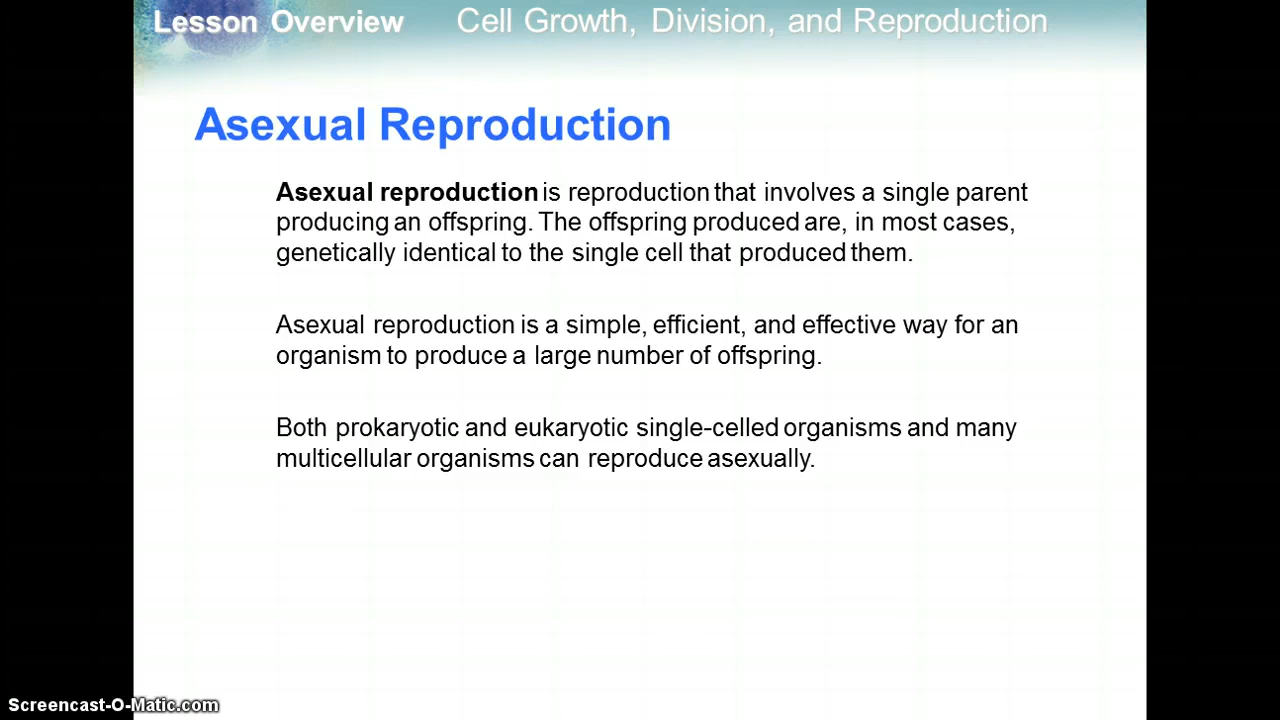 Lesson Overview Cell Growth, Division, and Reproduction
Asexual Reproduction
Asexual reproduction is reproduction that involves a single parent
producing an offspring. The offspring produced are, in most cases,
genetically identical to the single cell that produced them.
Asexual reproduction is a simple, efficient, and effective way for an
organism to produce a large number of offspring.
Both prokaryotic and eukaryotic single-celled organisms and many
multicellular organisms can reproduce asexually.
Screencast-O-Matic.com